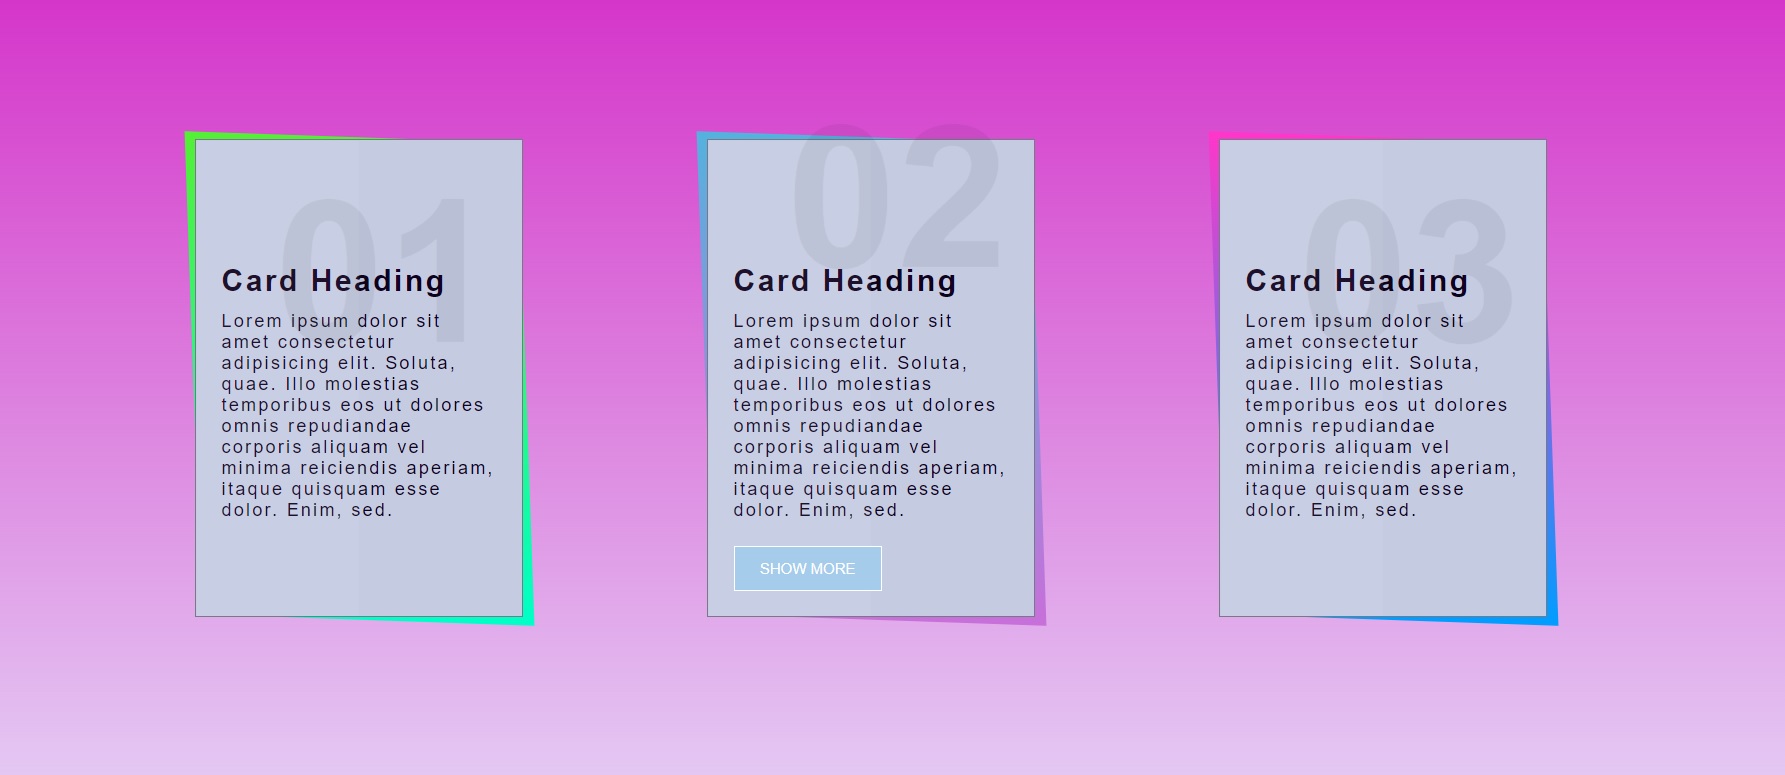 01
Card Heading
Lorem ipsum dolor sit
amet consectetur
adipisicing elit. Soluta,
quae. Illo molestias
temporibus eos ut dolores
omnis repudiandae
corporis aliquam vel
minima reiciendis aperiam,
itaque quisquam esse
dolor. Enim, sed.
02
Card Heading
Lorem ipsum dolor sit
amet consectetur
adipisicing elit. Soluta,
quae. Illo molestias
temporibus eos ut dolores
omnis repudiandae
corporis aliquam vel
minima reiciendis aperiam,
itaque quisquam esse
dolor. Enim, sed.
SHOW MORE
03
Card Heading
Lorem ipsum dolor sit
amet consectetur
adipisicing elit. Soluta,
quae. Illo molestias
temporibus eos ut dolores
omnis repudiandae
corporis aliquam vel
minima reiciendis aperiam,
itaque quisquam esse
dolor. Enim, sed.